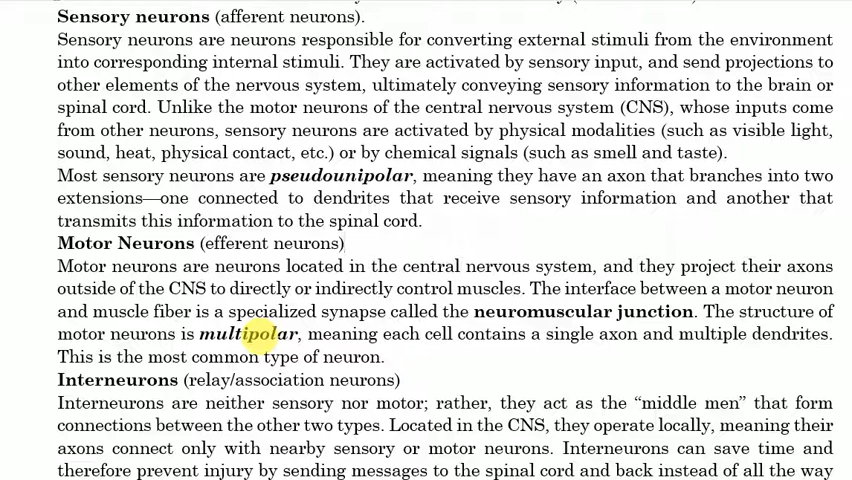 Sensory neurons (afferent neurons).
Sensory neurons are neurons responsible for converting external stimuli from the environment
into corresponding internal stimuli. They are activated by sensory input, and send projections to
other elements of the nervous system, ultimately conveying sensory information to the brain or
spinal cord. Unlike the motor neurons of the central nervous system (CNS), whose inputs come
from other neurons, sensory neurons are activated by physical modalities (such as visible light,
sound, heat, physical contact, etc.) or by chemical signals (such as smell and taste).
Most sensory neurons are pseudounipolar, meaning they have an axon that branches into two
extensions—one connected to dendrites that receive sensory information and another that
transmits this information to the spinal cord.
Motor Neurons (efferent neurons)
Motor neurons are neurons located in the central nervous system, and they project their axons
outside of the CNS to directly or indirectly control muscles. The interface between a motor neuron
and muscle fiber is a specialized synapse called the neuromuscular junction. The structure of
motor neurons is multipolar, meaning each cell contains a single axon and multiple dendrites.
This is the most common type of neuron.
Interneurons (relay/association neurons)
Interneurons are neither sensory nor motor; rather, they act as the “middle men” that form
connections between the other two types. Located in the CNS, they operate locally, meaning their
axons connect only with nearby sensory or motor neurons. Interneurons can save time and
therefore prevent injury by sending messages to the spinal cord and back instead of all the way